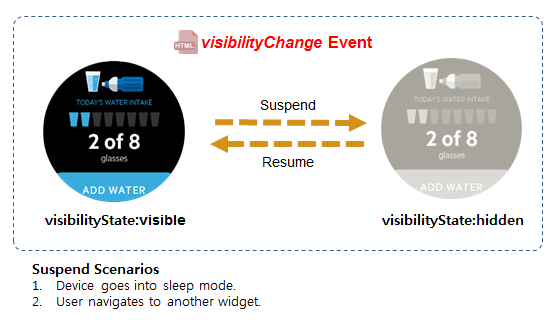 HTML
visibilityChange Event
TODAY'S WATER INTAKE
2 of 8
glasses
ADD WATER
visibilityState:visible
Suspend
Resume
TODAY'S WATER INTAKE
2 of 8
glasses
ADD WATER
visibilityState:hidden
Suspend Scenarios
1. Device goes into sleep mode.
2. User navigates to another widget.